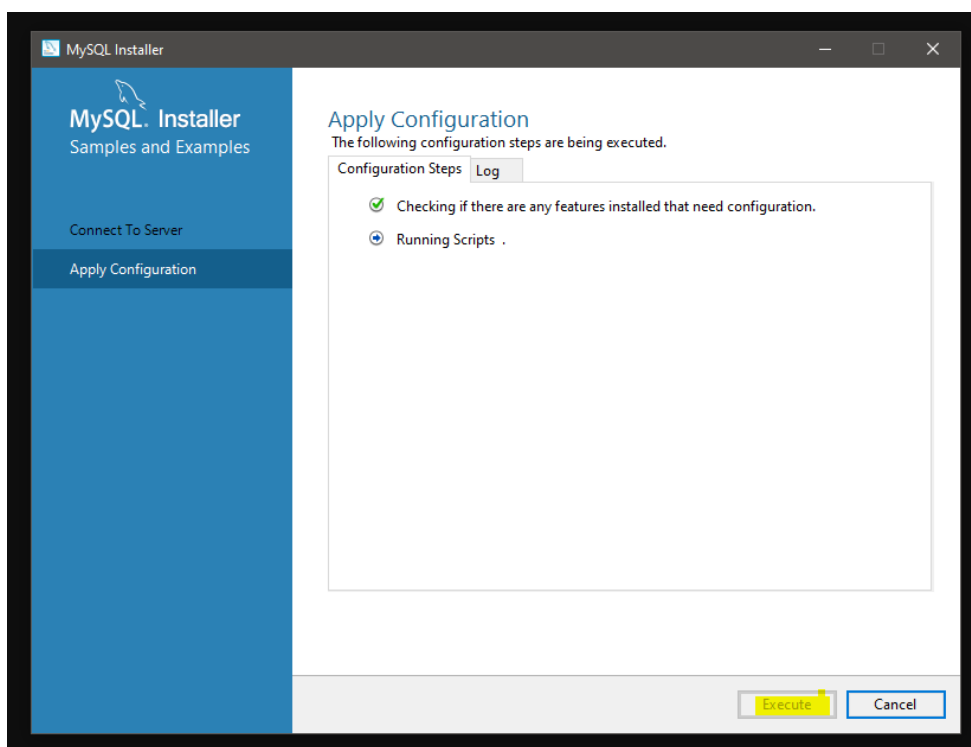 MySQL Installer
MySQL. Installer
Samples and Examples
Connect To Server
Apply Configuration
Apply Configuration
The following configuration steps are being executed.
Configuration Steps Log
Checking if there are any features installed that need configuration.
Running Scripts .
Execute Cancel